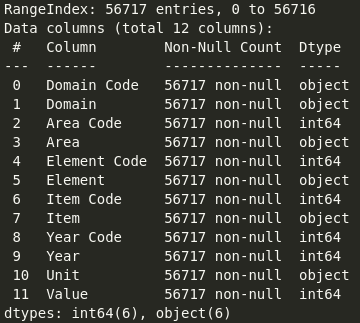 RangeIndex: 56717 entries, 0 to 56716
Data columns (total 12 columns):
 #   Column        Non-Null Count  Dtype
---  ------        --------------  -----
 0   Domain Code   56717 non-null  object
 1   Domain        56717 non-null  object
 2   Area Code     56717 non-null  int64
 3   Area          56717 non-null  object
 4   Element Code  56717 non-null  int64
 5   Element       56717 non-null  object
 6   Item Code     56717 non-null  int64
 7   Item          56717 non-null  object
 8   Year Code     56717 non-null  int64
 9   Year          56717 non-null  int64
 10  Unit          56717 non-null  object
 11  Value         56717 non-null  int64
dtypes: int64(6), object(6)